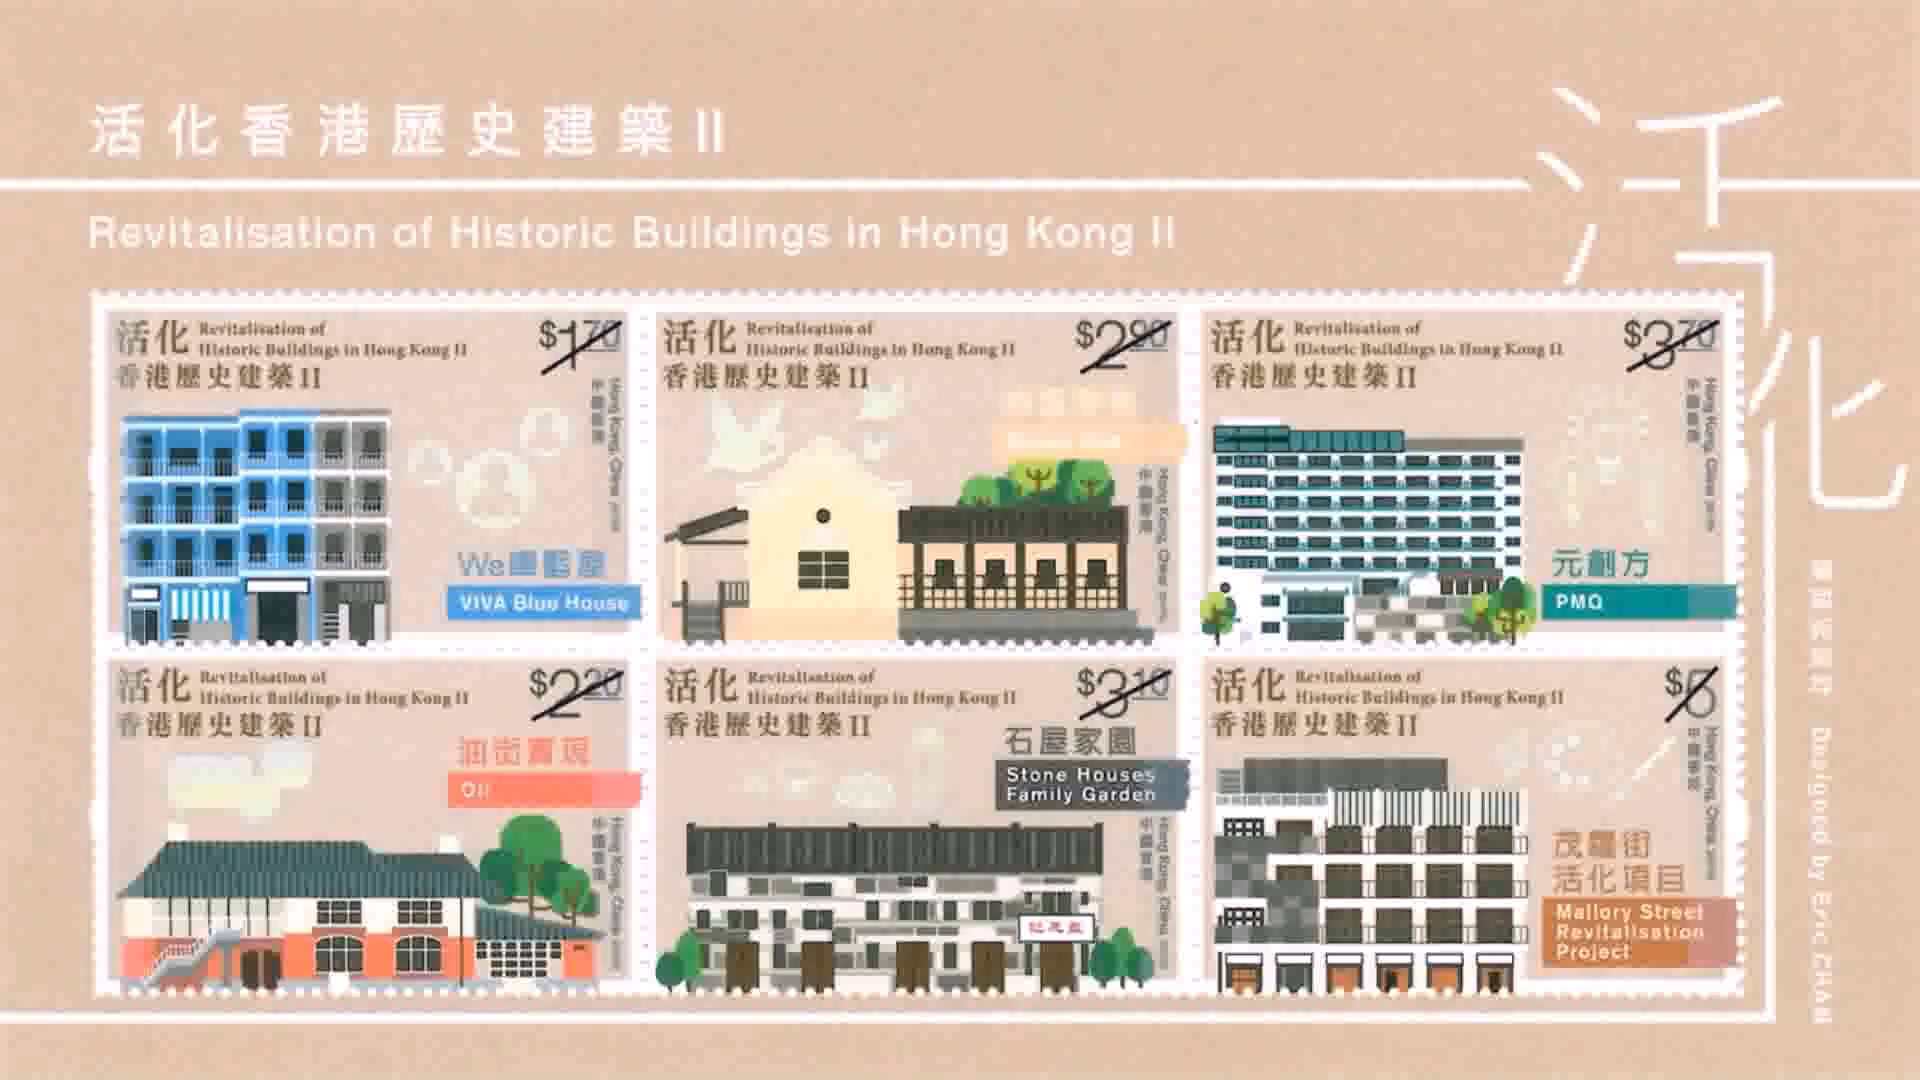 活化香港歷史建築II
Revitalisation of Historic Buildings in Hong Kong II
活化
活化 Revitalisation of
Historic Buildings in Hong Kong II
香港歷史建築II
$1.70
Hong Kong, China
中國香港
We嘩藍屋
VIVA Blue House
活化 Revitalisation of
Historic Buildings in Hong Kong II
香港歷史建築II
$2.90
Hong Kong, China
中國香港
活化 Revitalisation of
Historic Buildings in Hong Kong II
香港歷史建築II
$3.70
Hong Kong, China
中國香港
元創方
PMQ
活化 Revitalisation of
Historic Buildings in Hong Kong II
香港歷史建築II
$2.20
油街實現
Oi!
Hong Kong, China
中國香港
活化 Revitalisation of
Historic Buildings in Hong Kong II
香港歷史建築II
$3.10
石屋家園
Stone Houses
Family Garden
Hong Kong, China
中國香港
活化 Revitalisation of
Historic Buildings in Hong Kong II
香港歷史建築II
$5
Hong Kong, China
中國香港
茂蘿街
活化項目
Mallory Street
Revitalisation
Project
Designed by Eric CHAN